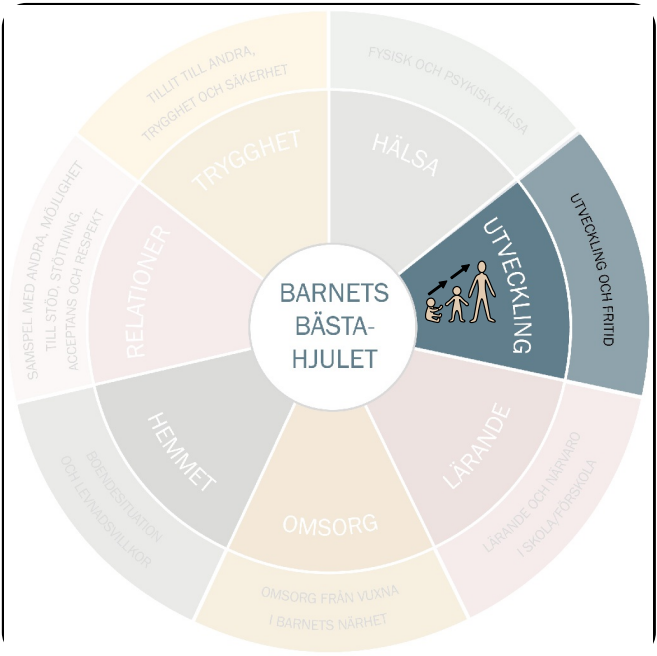 FYSISK OCH PSYKISK HÄLSA
HÄLSA
UTVECKLING OCH FRITID
UTVECKLING
LÄRANDE
LÄRANDE OCH NÄRVARO
I SKOLA/FÖRSKOLA
OMSORG
OMSORG FRÅN VUXNA
I BARNETS NÄRHET
HEMMET
BOENDESITUATION
OCH LEVNADSVILLKOR
RELATIONER
SAMSPEL MED ANDRA, MÖJLIGHET
TILL STÖD, STÖTTNING,
ACCEPTANS OCH RESPEKT
TRYGGHET
TILLIT TILL ANDRA,
TRYGGHET OCH SÄKERHET
BARNETS
BÄSTA-
HJULET